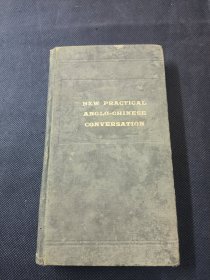 NEW PRACTICAL
ANGLO-CHINESE
CONVERSATION